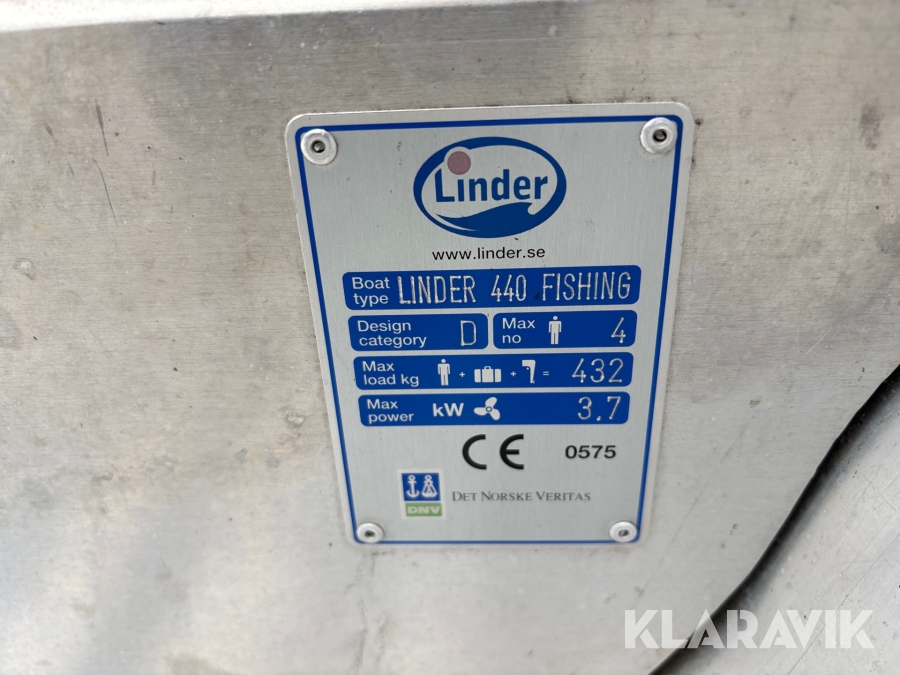 Linder
www.linder.se
Boat type LINDER 440 FISHING
Design category D Max no 4
Max load kg + + = 432
Max power kW 3.7
CE 0575
DNV DET NORSKE VERITAS
KLARAVIK